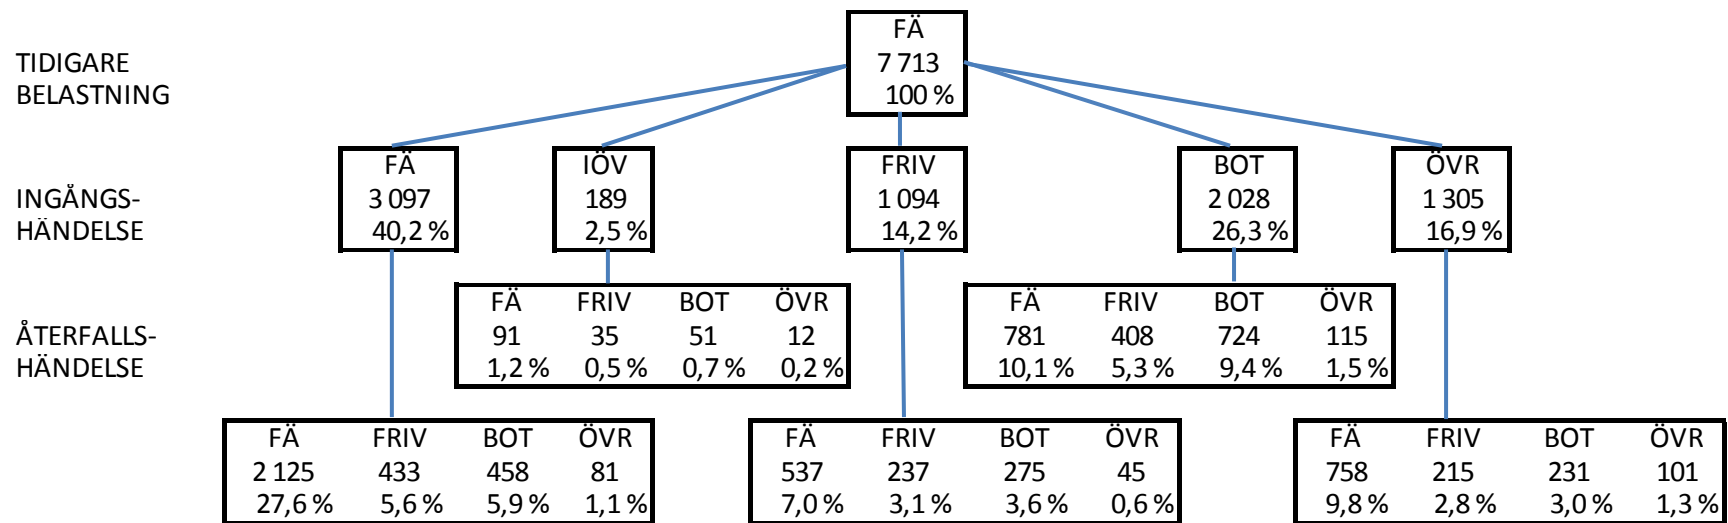 FÄ
TIDIGARE 7 713
BELASTNING 100 %
FÄ IÖV FRIV BOT ÖVR
INGÅNGS- 3 097 189 1 094 2 028 1 305
HÄNDELSE 40,2 % 2,5 % 14,2 % 26,3 % 16,9 %
FÄ FRIV BOT ÖVR FÄ FRIV BOT ÖVR
ÅTERFALLS- 91 35 51 12 781 408 724 115
HÄNDELSE 1,2 % 0,5 % 0,7 % 0,2 % 10,1 % 5,3 % 9,4 % 1,5 %
FÄ FRIV BOT ÖVR FÄ FRIV BOT ÖVR FÄ FRIV BOT ÖVR
2 125 433 458 81 537 237 275 45 758 215 231 101
27,6 % 5,6 % 5,9 % 1,1 % 7,0 % 3,1 % 3,6 % 0,6 % 9,8 % 2,8 % 3,0 % 1,3 %